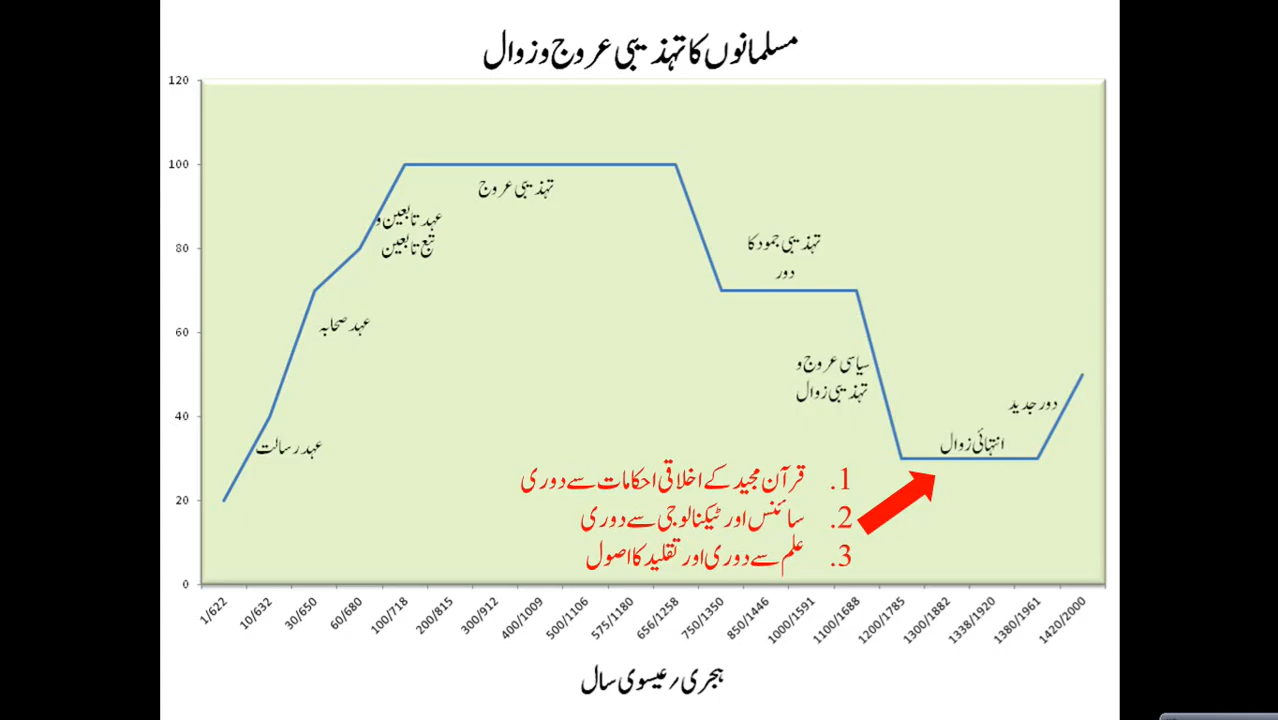 مسلمانوں کا تہذیبی عروج و زوال
120
100
80
60
40
20
0
تہذیبی عروج
عہد تابعین و
تبع تابعین
تہذیبی جمود کا
دور
عہد صحابہ
سیاسی عروج و
تہذیبی زوال
دور جدید
عہد رسالت
انتہائی زوال
1. قرآن مجید کے اخلاقی احکامات سے دوری
2. سائنس اور ٹیکنالوجی سے دوری
3. علم سے دوری اور تقلید کا اصول
1/622
10/632
30/650
60/680
100/718
200/815
300/912
400/1009
500/1106
575/1180
656/1258
750/1350
850/1446
1000/1591
1100/1688
1200/1785
1300/1882
1338/1920
1380/1961
1420/2000
ہجری / عیسوی سال